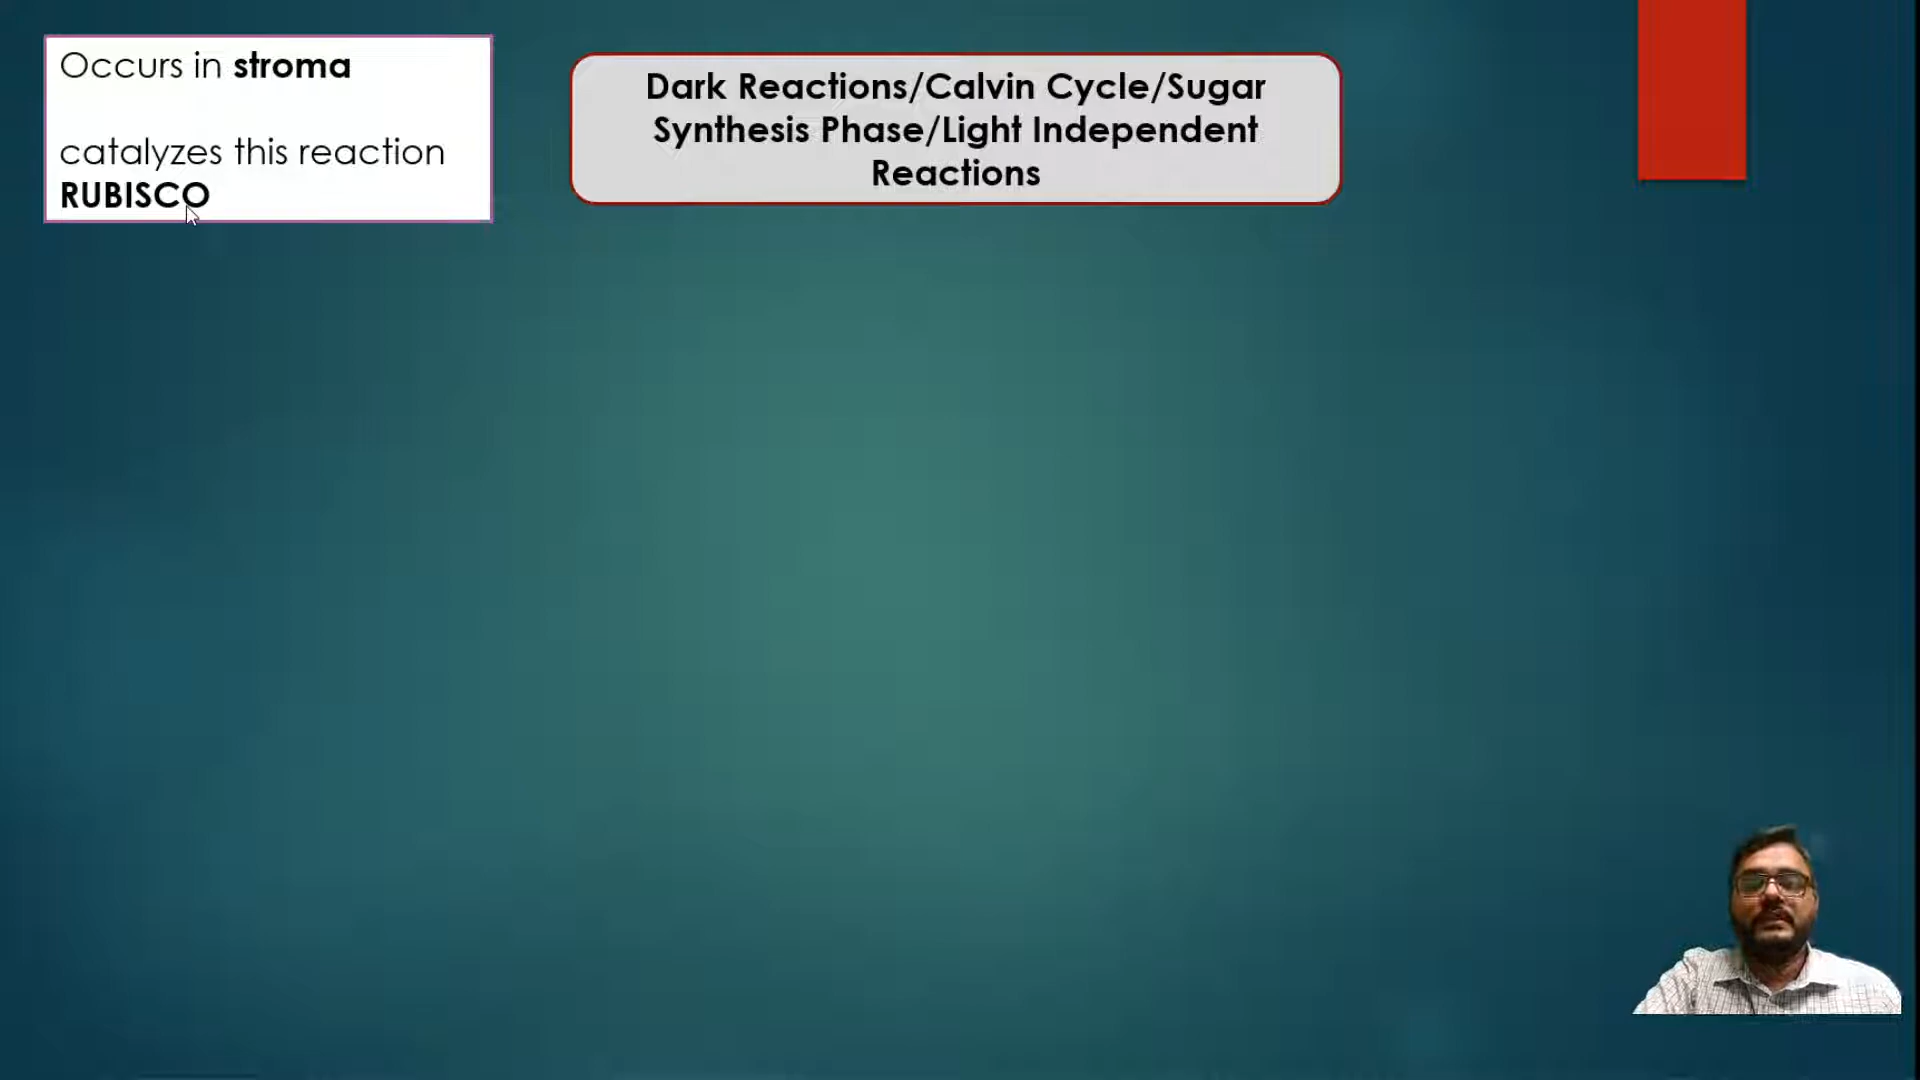 Occurs in stroma
catalyzes this reaction
RUBISCO
Dark Reactions/Calvin Cycle/Sugar
Synthesis Phase/Light Independent
Reactions